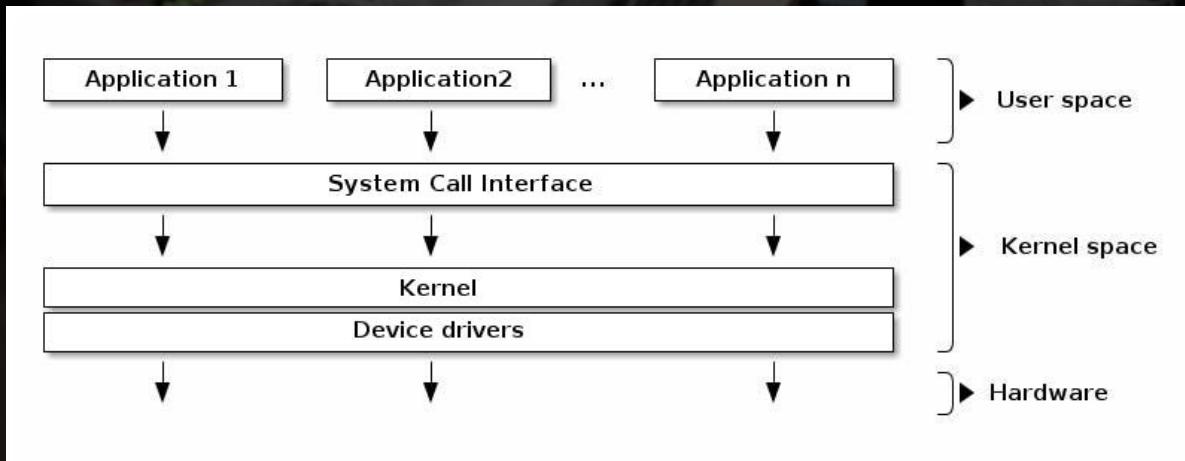 Application 1
Application2
...
Application n
User space
System Call Interface
Kernel space
Kernel
Device drivers
Hardware